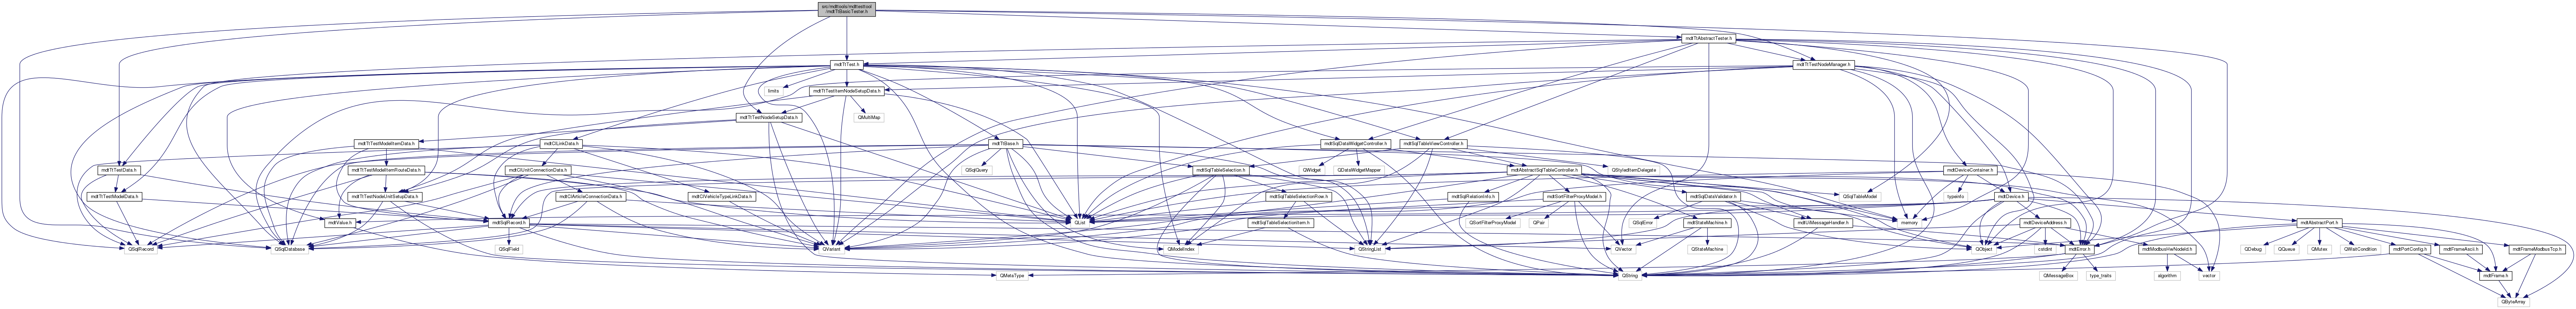 src/mdttools/mdttesttool
/mdtTtBasicTester.h
mdtTtAbstractTester.h
mdtTtTest.h
mdtTtTestNodeManager.h
limits
mdtTtTestItemNodeSetupData.h
mdtTtTestNodeSetupData.h
QMultiMap
mdtTtTestModelItemData.h
mdtClLinkData.h
mdtTtBase.h
mdtSqlDataWidgetController.h
mdtSqlTableViewController.h
mdtTtTestData.h
mdtTtTestModelItemRouteData.h
mdtClUnitConnectionData.h
QSqlQuery
mdtSqlTableSelection.h
QWidget
QDataWidgetMapper
mdtAbstractSqlTableController.h
QStyledItemDelegate
mdtDeviceContainer.h
mdtTtTestModelData.h
mdtTtTestNodeUnitSetupData.h
mdtClArticleConnectionData.h
mdtClVehicleTypeLinkData.h
mdtSqlTableSelectionRow.h
mdtSqlRelationInfo.h
mdtSortFilterProxyModel.h
mdtSqlDataValidator.h
QSqlTableModel
typeinfo
mdtDevice.h
mdtValue.h
mdtSqlRecord.h
QList
mdtSqlTableSelectionItem.h
QSortFilterProxyModel
QPair
QSqlError
mdtStateMachine.h
mdtUiMessageHandler.h
memory
mdtDeviceAddress.h
mdtAbstractPort.h
QSqlRecord
QSqlDatabase
QSqlField
QVariant
QModelIndex
QStringList
QVector
QStateMachine
QObject
cstdint
mdtModbusHwNodeId.h
mdtError.h
QDebug
QQueue
QMutex
QWaitCondition
mdtPortConfig.h
mdtFrameAscii.h
mdtFrameModbusTcp.h
QMetaType
QString
QMessageBox
type_traits
algorithm
vector
mdtFrame.h
QByteArray